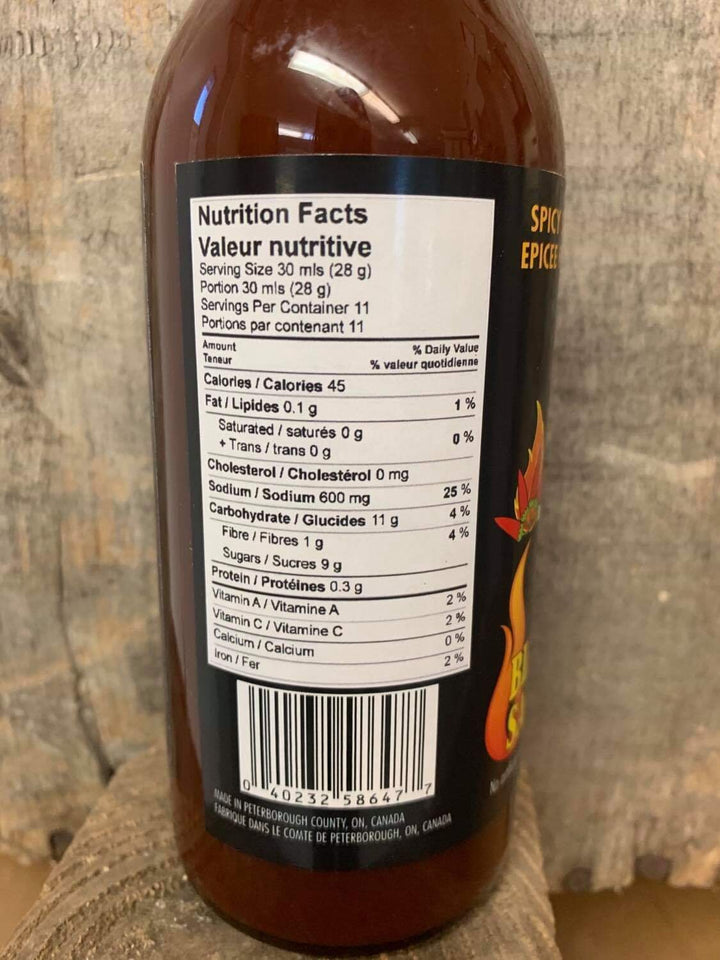 Nutrition Facts
Valeur nutritive
Serving Size 30 mls (28 g)
Portion 30 mls (28 g)
Servings Per Container 11
Portions par contenant 11
Amount % Daily Value
Teneur % valeur quotidienne
Calories / Calories 45
Fat / Lipides 0.1 g 1 %
Saturated / saturés 0 g 0 %
+ Trans / trans 0 g
Cholesterol / Cholestérol 0 mg
Sodium / Sodium 600 mg 25 %
Carbohydrate / Glucides 11 g 4 %
Fibre / Fibres 1 g 4 %
Sugars / Sucres 9 g
Protein / Protéines 0.3 g
Vitamin A / Vitamine A 2 %
Vitamin C / Vitamine C 2 %
Calcium / Calcium 0 %
Iron / Fer 2 %
0 40232 58647 7
MADE IN PETERBOROUGH COUNTY, ON, CANADA
FABRIQUE DANS LE COMTE DE PETERBOROUGH, ON, CANADA
SPICY
EPICEE